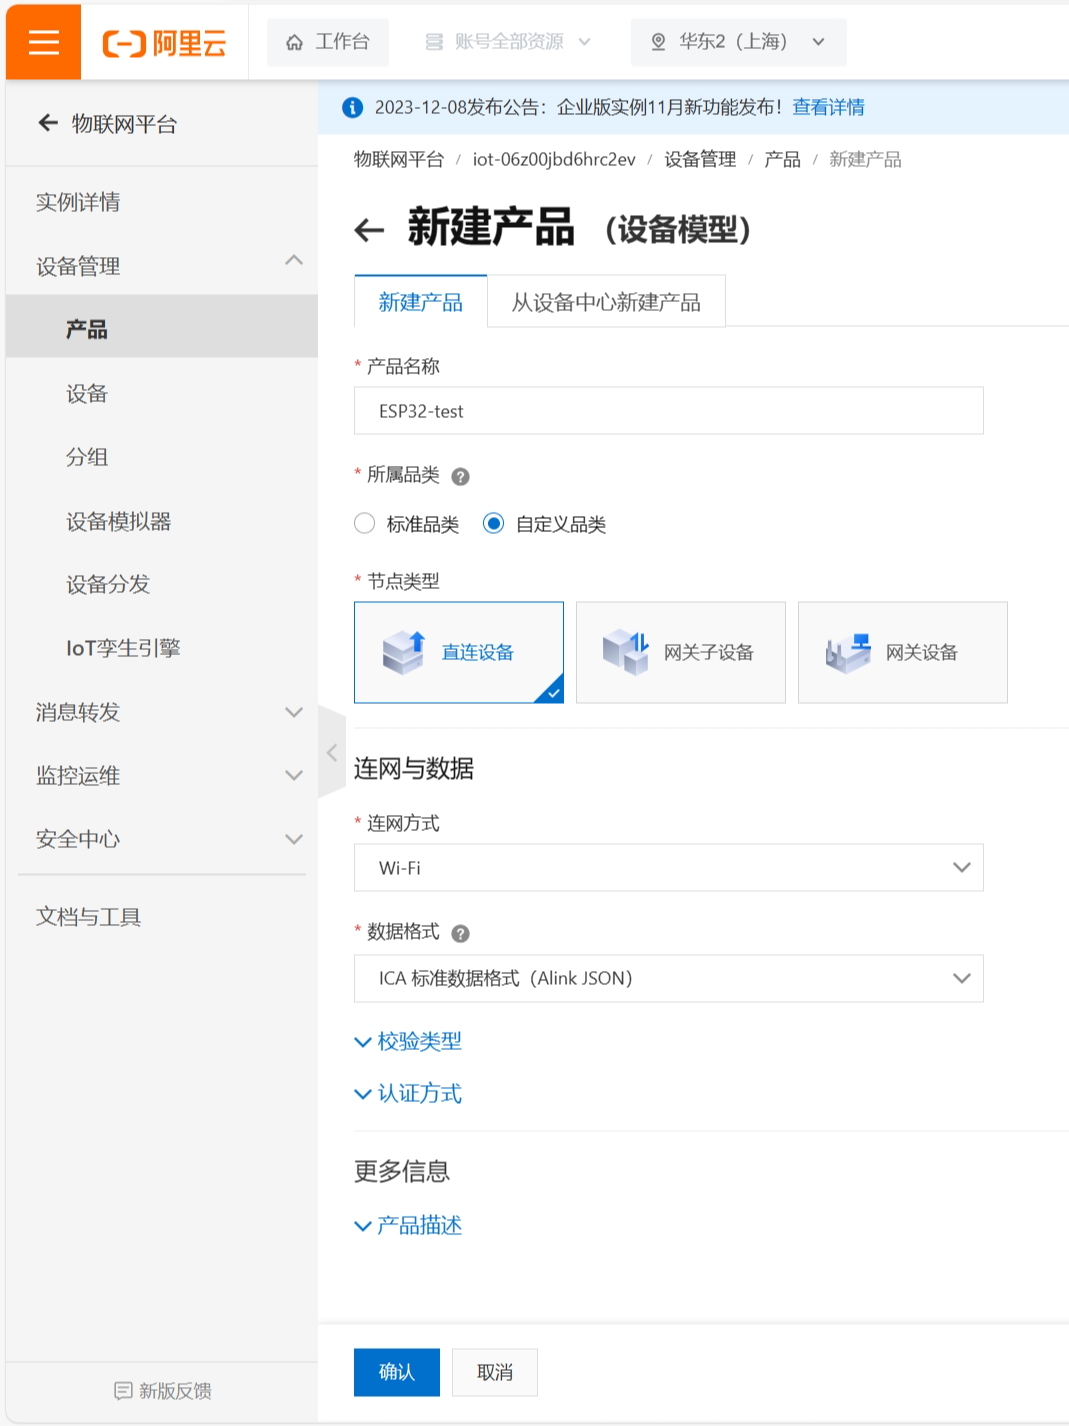 阿里云 工作台 账号全部资源 华东2（上海）
物联网平台
实例详情
设备管理
产品
设备
分组
设备模拟器
设备分发
IoT孪生引擎
消息转发
监控运维
安全中心
文档与工具
新版反馈
2023-12-08发布公告：企业版实例11月新功能发布！查看详情
物联网平台 / iot-06z00jbd6hrc2ev / 设备管理 / 产品 / 新建产品
新建产品 （设备模型）
新建产品 从设备中心新建产品
* 产品名称
ESP32-test
* 所属品类 ?
标准品类 自定义品类
* 节点类型
直连设备 网关子设备 网关设备
连网与数据
* 连网方式
Wi-Fi
* 数据格式 ?
ICA 标准数据格式（Alink JSON）
校验类型
认证方式
更多信息
产品描述
确认 取消